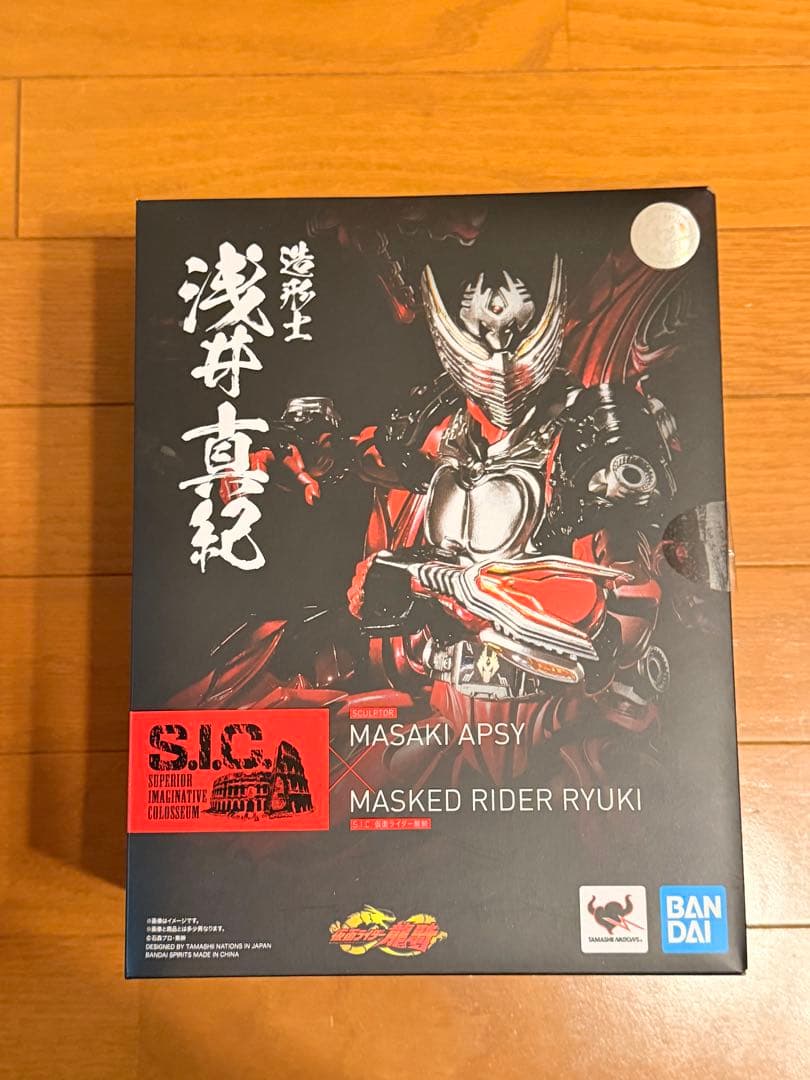 造形士
浅井真紀
S.I.C.
SUPERIOR
IMAGINATIVE
COLOSSEUM
SCULPTOR
MASAKI APSY
×
MASKED RIDER RYUKI
S.I.C. 仮面ライダー龍騎
※画像はイメージです。
※画像と商品とは多少異なります。
©石森プロ・東映
DESIGNED BY TAMASHII NATIONS IN JAPAN
BANDAI SPIRITS MADE IN CHINA
仮面ライダー龍騎
TAMASHII NATIONS
BAN
DAI